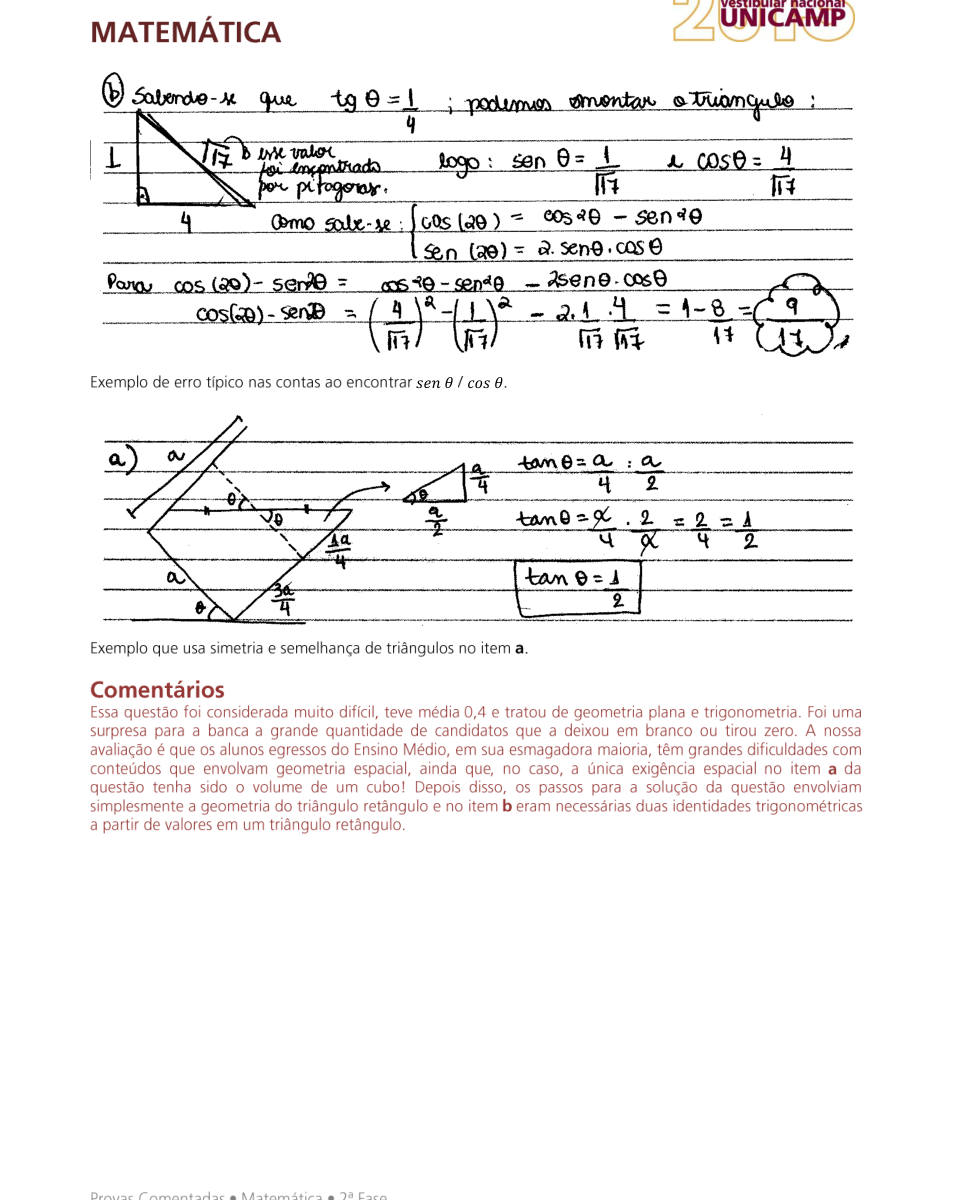 vestibular nacional
UNICAMP
MATEMÁTICA
b) Sabendo-se que tg θ = 1/4 ; podemos montar o triângulo :
1 √17 esse valor foi encontrado por pitagoras.
4
logo : sen θ = 1/√17 e cosθ = 4/√17
Como sabe-se : { cos (2θ) = cos²θ – sen²θ
sen (2θ) = 2. senθ . cos θ
Para cos (2θ) - sen2θ = cos²θ - sen²θ - 2senθ . cosθ
cos(2θ) - sen2θ = (4/√17)² - (1/√17)² - 2. 1/√17 . 4/√17 = 1 - 8/17 = 9/17
Exemplo de erro típico nas contas ao encontrar sen θ / cos θ.
a) a
θ θ
1a/4
a
3a/4
θ
θ a/4
a/2
tan θ = a/4 : a/2
tan θ = a/4 . 2/a = 2/4 = 1/2
tan θ = 1/2
Exemplo que usa simetria e semelhança de triângulos no item a.
Comentários
Essa questão foi considerada muito difícil, teve média 0,4 e tratou de geometria plana e trigonometria. Foi uma
surpresa para a banca a grande quantidade de candidatos que a deixou em branco ou tirou zero. A nossa
avaliação é que os alunos egressos do Ensino Médio, em sua esmagadora maioria, têm grandes dificuldades com
conteúdos que envolvam geometria espacial, ainda que, no caso, a única exigência espacial no item a da
questão tenha sido o volume de um cubo! Depois disso, os passos para a solução da questão envolviam
simplesmente a geometria do triângulo retângulo e no item b eram necessárias duas identidades trigonométricas
a partir de valores em um triângulo retângulo.
Provas Comentadas • Matemática • 2ª Fase